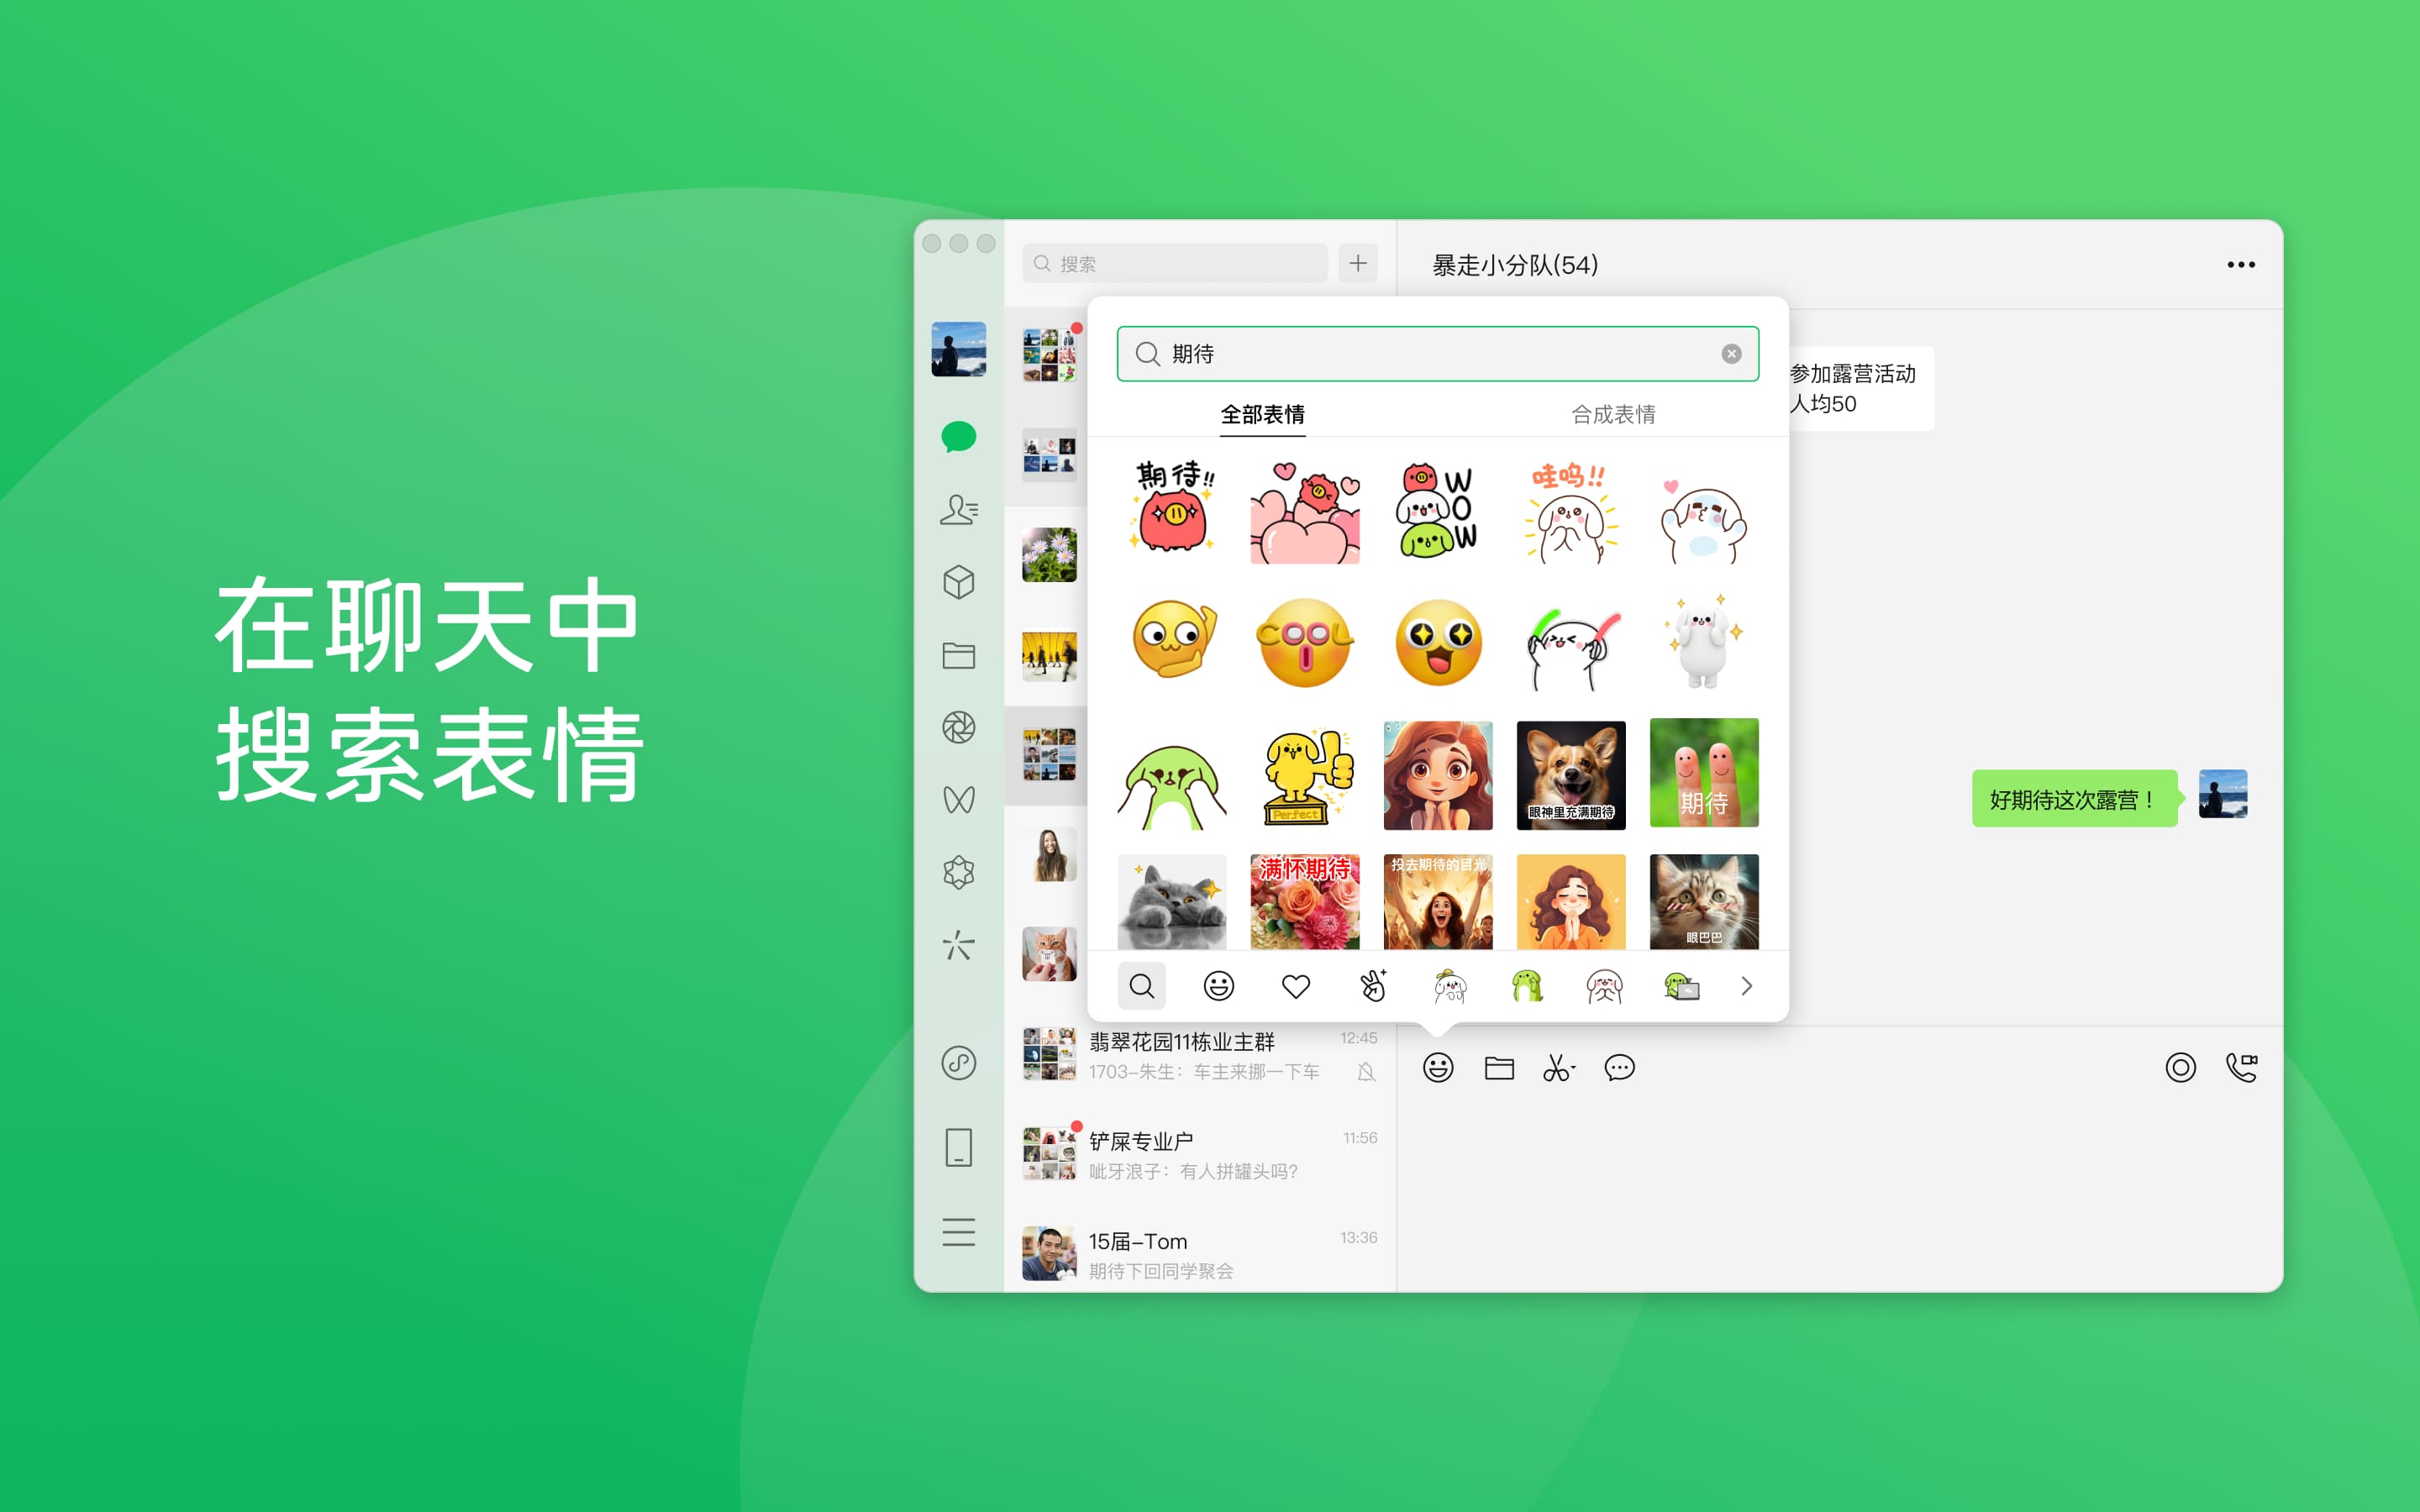 在聊天中
搜索表情
搜索
暴走小分队(54)
期待
全部表情
合成表情
参加露营活动
人均50
期待!!
WOW
哇呜!!
COOL
Perfect
眼神里充满期待
期待
满怀期待
投去期待的目光
眼巴巴
好期待这次露营！
翡翠花园11栋业主群
12:45
1703-朱生：车主来挪一下车
铲屎专业户
11:56
呲牙浪子：有人拼罐头吗?
15届-Tom
13:36
期待下回同学聚会